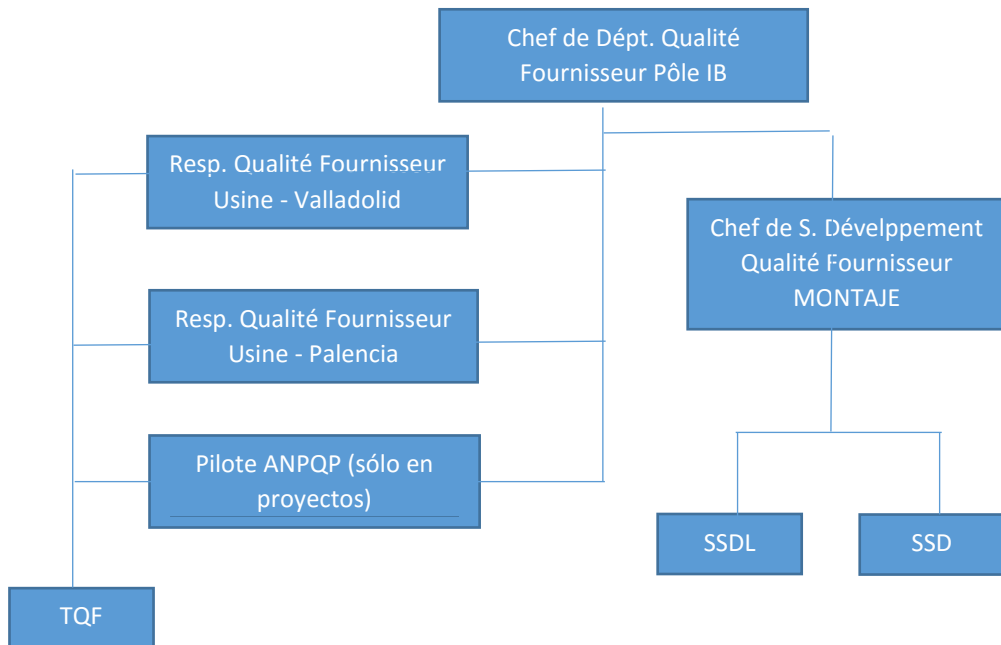 Chef de Dépt. Qualité
Fournisseur Pôle IB
Resp. Qualité Fournisseur
Usine - Valladolid
Chef de S. Dévelppement
Qualité Fournisseur
MONTAJE
Resp. Qualité Fournisseur
Usine - Palencia
Pilote ANPQP (sólo en
proyectos)
SSDL
SSD
TQF